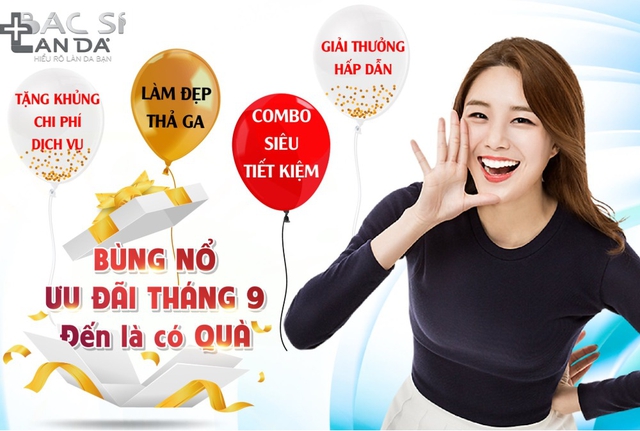 BÁC SĨ
LAN DA®
HIỂU RÕ LÀN DA BẠN
TẶNG KHỦNG
CHI PHÍ
DỊCH VỤ
LÀM ĐẸP
THẢ GA
COMBO
SIÊU
TIẾT KIỆM
GIẢI THƯỞNG
HẤP DẪN
BÙNG NỔ
ƯU ĐÃI THÁNG 9
Đến là có QUÀ